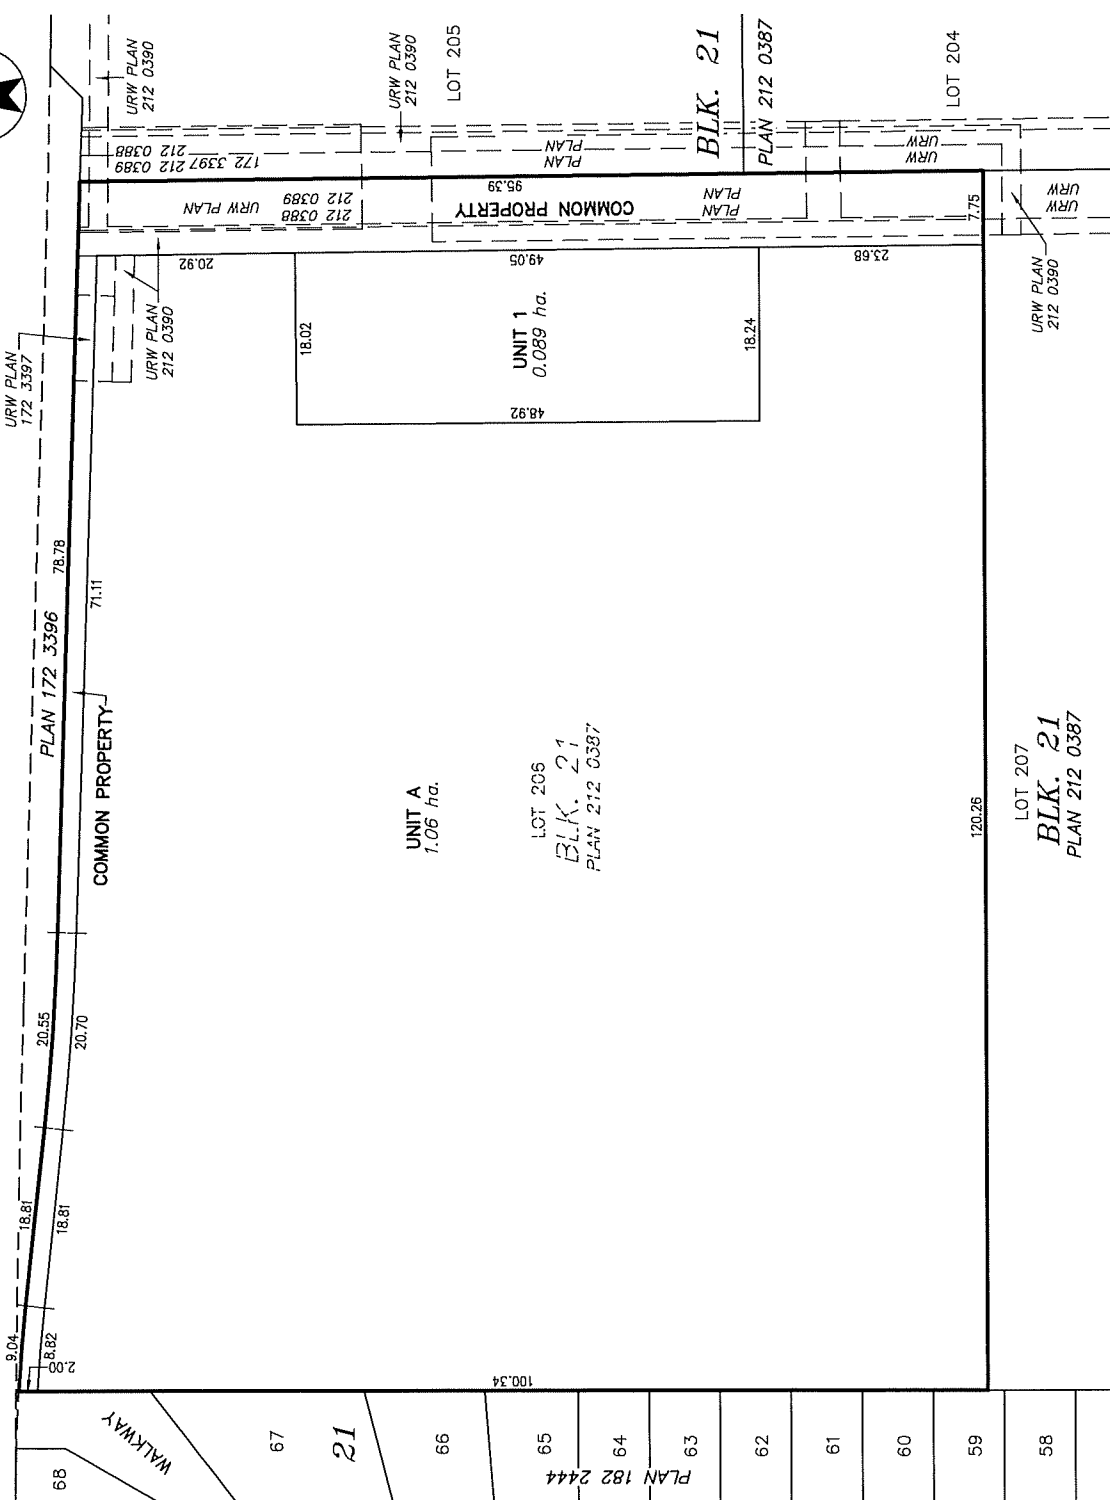 URW PLAN
212 0390
URW PLAN
212 0390
LOT 205
BLK. 21
PLAN 212 0387
LOT 204
212 0388
172 3397 212 0389
PLAN
PLAN
URW
URW
URW PLAN
212 0389
212 0388
95.39
COMMON PROPERTY
PLAN
PLAN
7.75
URW
URW
URW PLAN
212 0390
20.92
49.05
23.68
URW PLAN
212 0390
URW PLAN
172 3397
18.02
UNIT 1
0.089 ha.
18.24
48.92
78.78
71.11
PLAN 172 3396
COMMON PROPERTY
UNIT A
1.06 ha.
LOT 206
BLK. 21
PLAN 212 0387
120.26
LOT 207
BLK. 21
PLAN 212 0387
20.55
20.70
18.81
18.81
9.04
8.82
2.00
100.34
WALKWAY
68
67
21
66
65
64
63
62
61
60
59
58
PLAN 182 2444